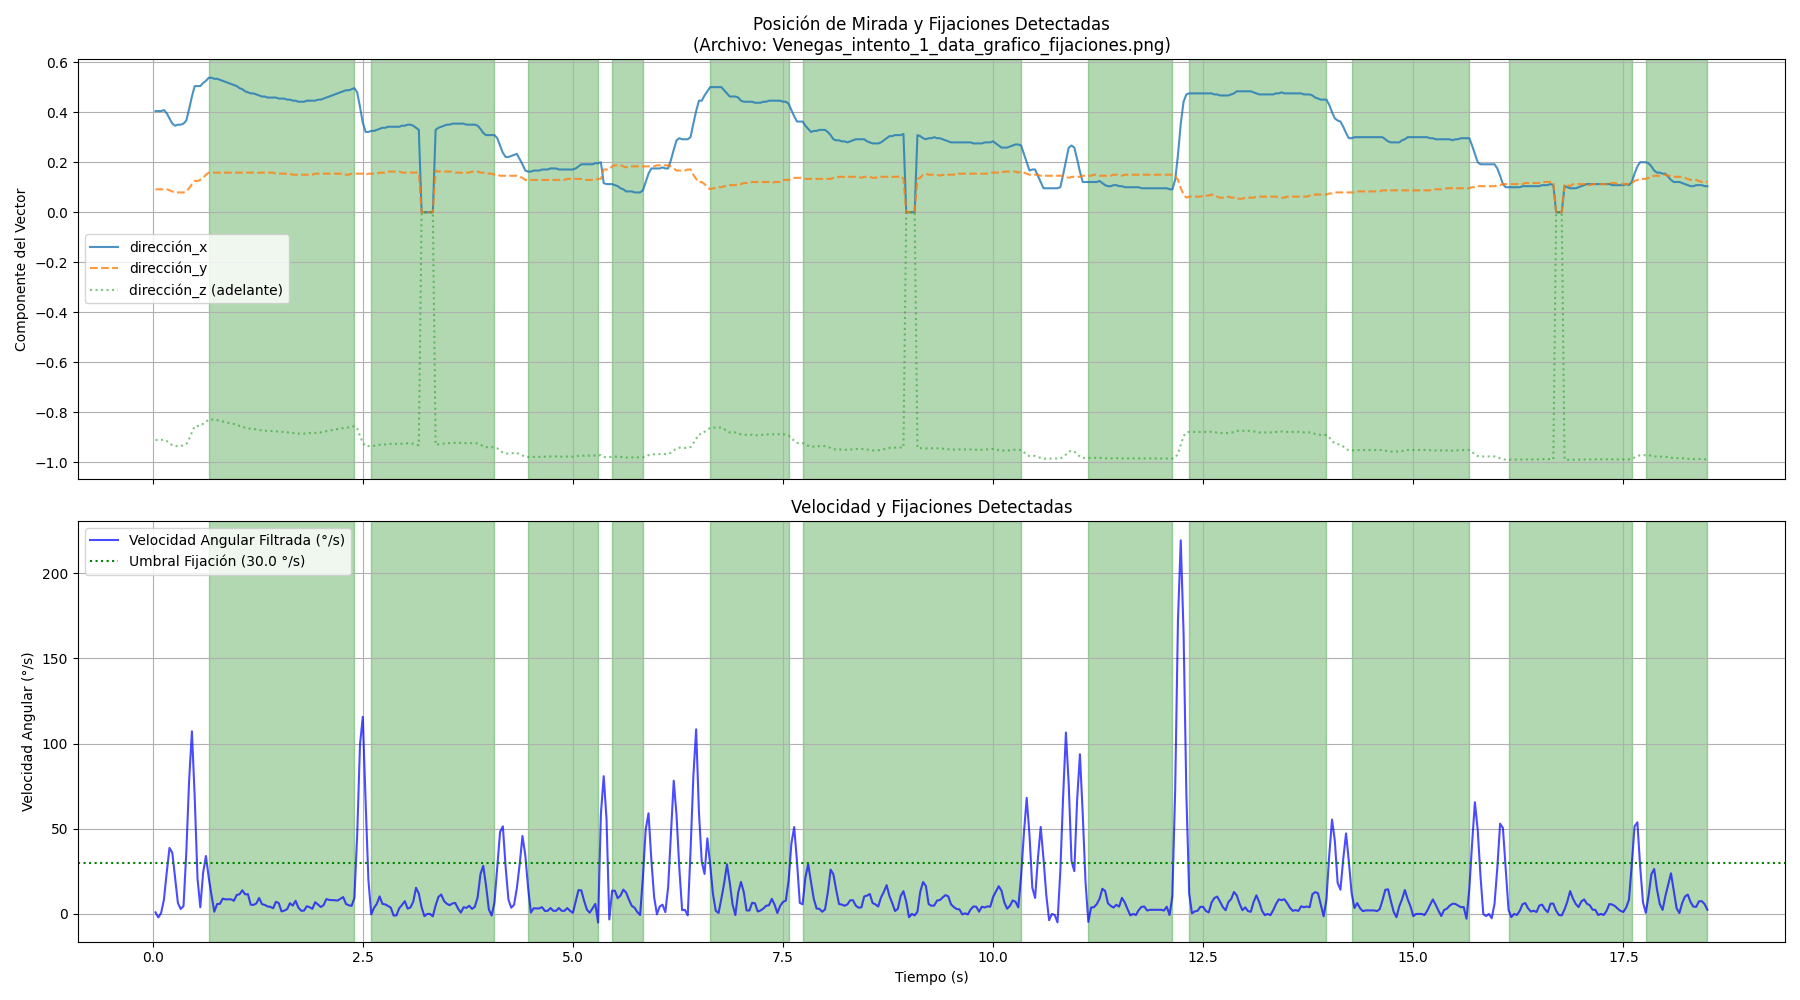 Posición de Mirada y Fijaciones Detectadas
(Archivo: Venegas_intento_1_data_grafico_fijaciones.png)
0.6
0.4
0.2
0.0
−0.2
−0.4
−0.6
−0.8
−1.0
Componente del Vector
dirección_x
dirección_y
dirección_z (adelante)
Velocidad y Fijaciones Detectadas
200
150
100
50
0
Velocidad Angular (°/s)
Velocidad Angular Filtrada (°/s)
Umbral Fijación (30.0 °/s)
0.0 2.5 5.0 7.5 10.0 12.5 15.0 17.5
Tiempo (s)